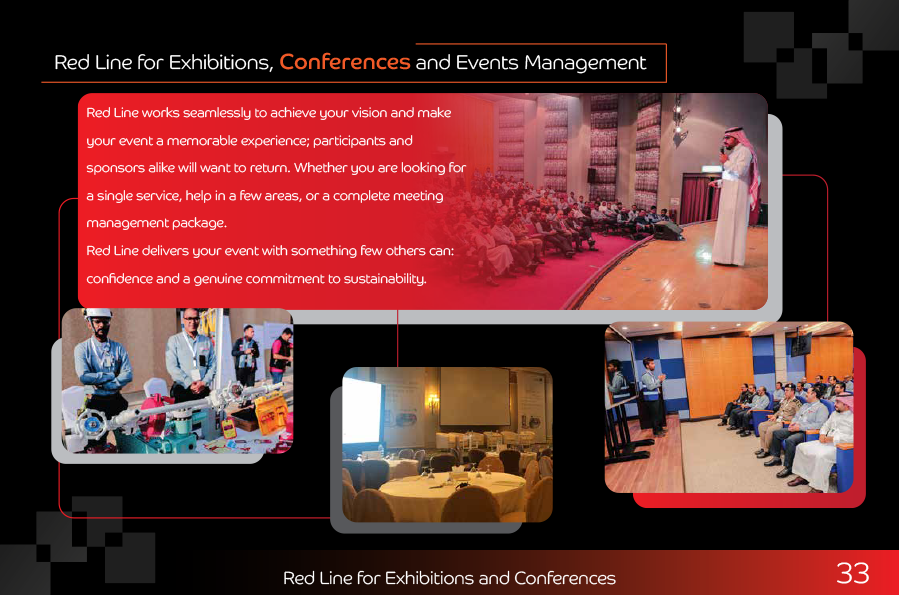 Red Line for Exhibitions, Conferences and Events Management
Red Line works seamlessly to achieve your vision and make
your event a memorable experience; participants and
sponsors alike will want to return. Whether you are looking for
a single service, help in a few areas, or a complete meeting
management package.
Red Line delivers your event with something few others can:
confidence and a genuine commitment to sustainability.
Red Line for Exhibitions and Conferences
33